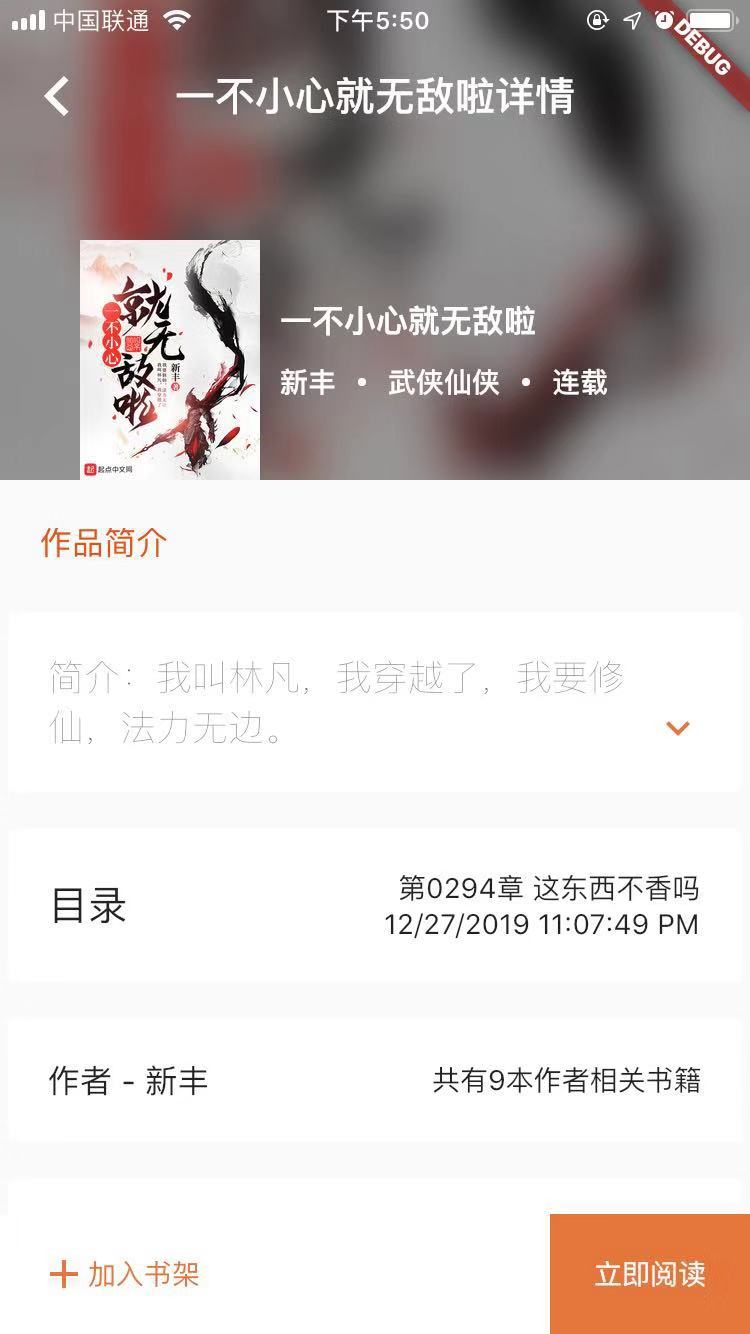 中国联通 下午5:50
DEBUG
一不小心就无敌啦详情
一不小心
就无敌啦
新丰 著
起点中文网
一不小心就无敌啦
新丰 • 武侠仙侠 • 连载
作品简介
简介：我叫林凡，我穿越了，我要修
仙，法力无边。
目录
第0294章 这东西不香吗
12/27/2019 11:07:49 PM
作者 - 新丰
共有9本作者相关书籍
加入书架
立即阅读